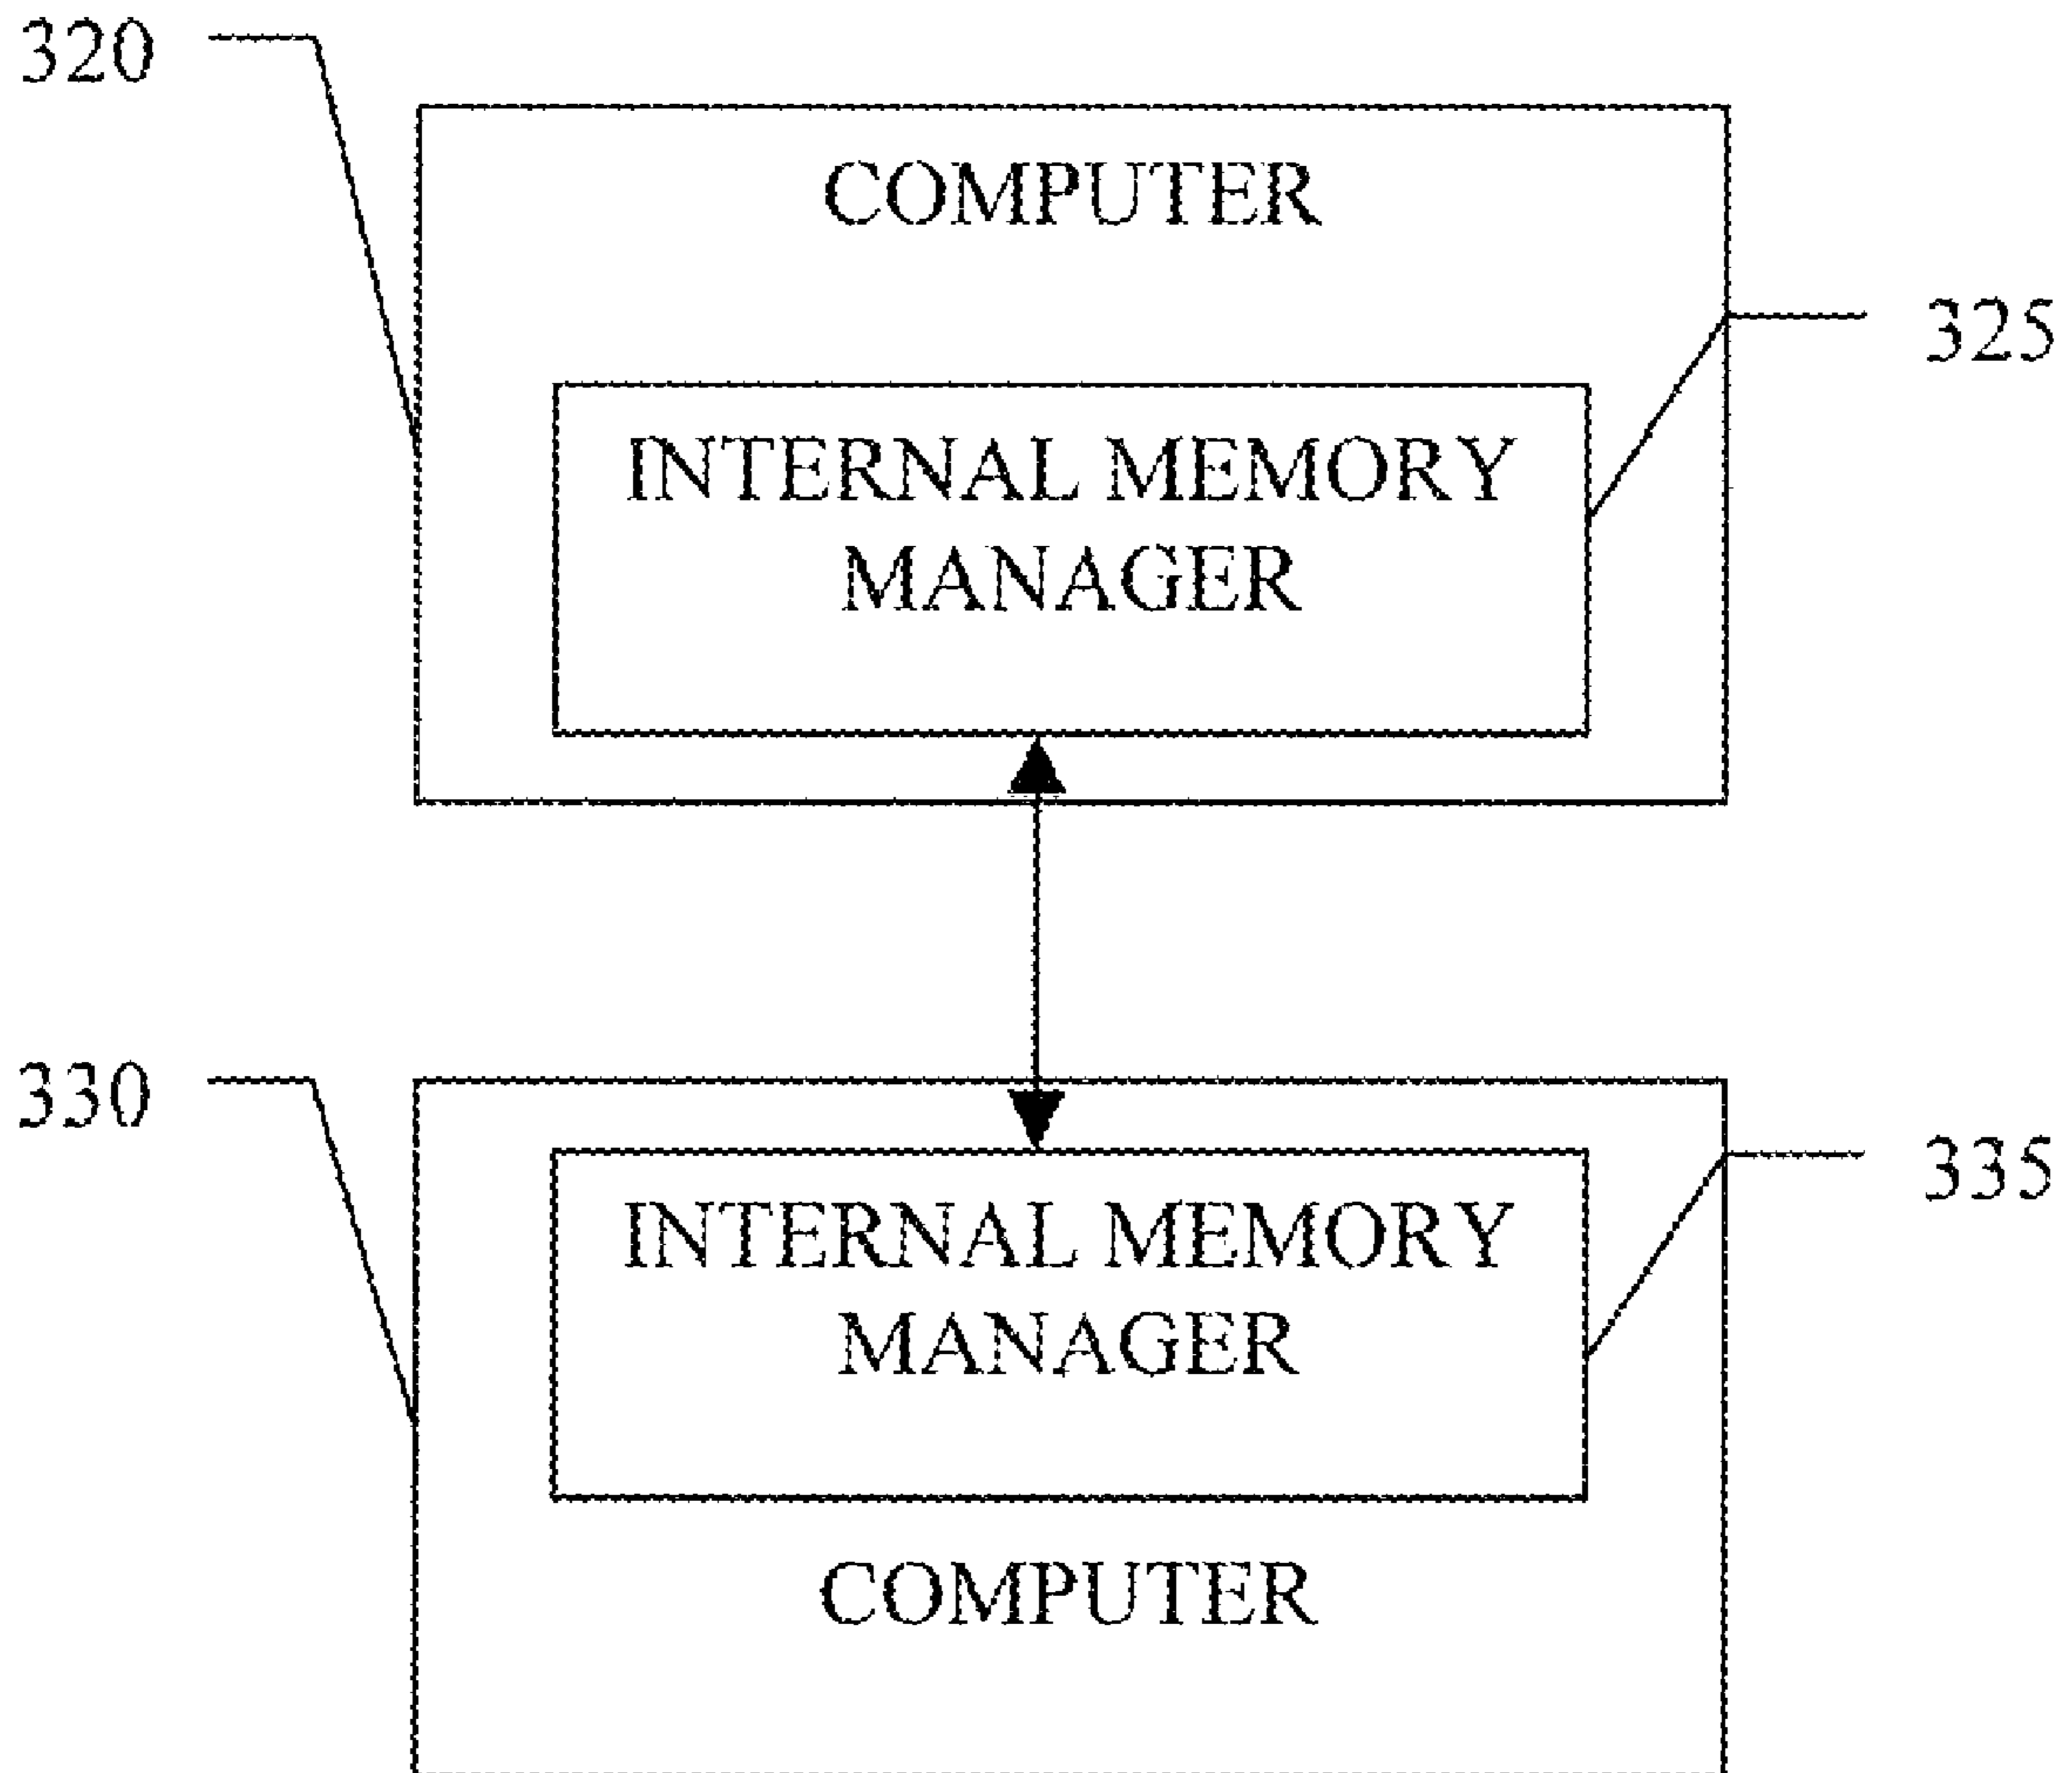 320
COMPUTER
325
INTERNAL MEMORY
MANAGER
330
335
INTERNAL MEMORY
MANAGER
COMPUTER